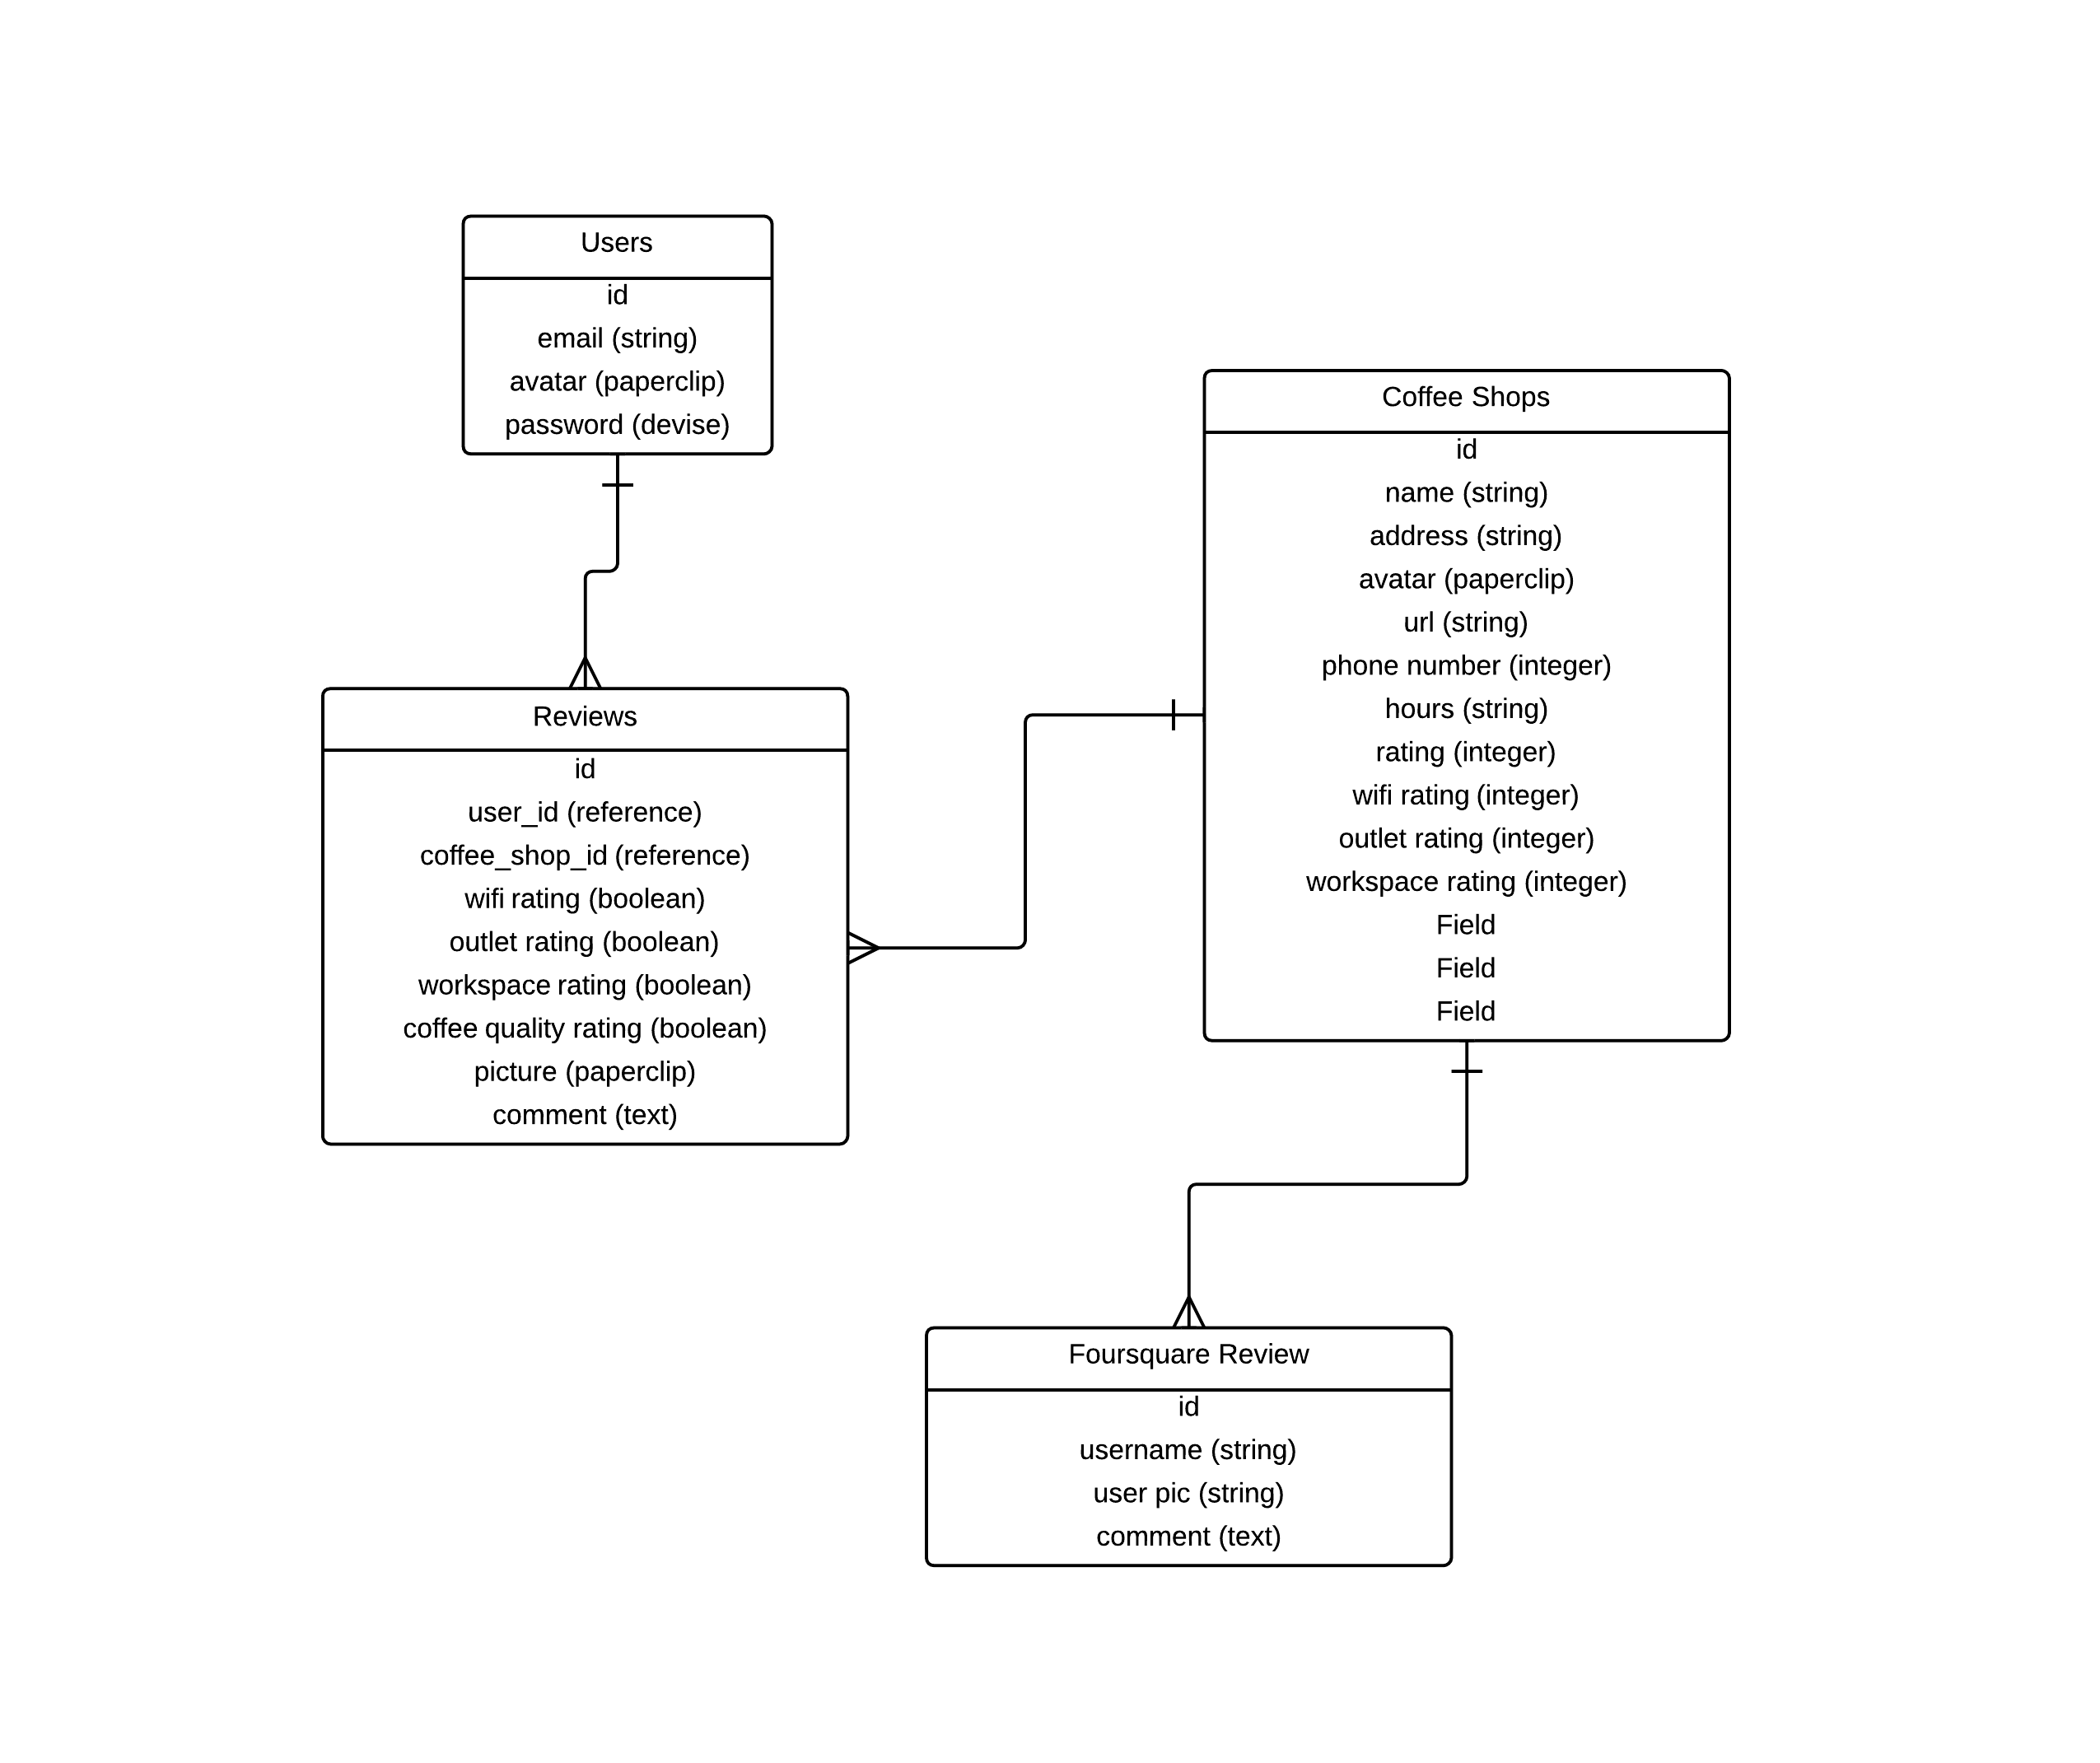 Users
id
email (string)
avatar (paperclip)
password (devise)
Reviews
id
user_id (reference)
coffee_shop_id (reference)
wifi rating (boolean)
outlet rating (boolean)
workspace rating (boolean)
coffee quality rating (boolean)
picture (paperclip)
comment (text)
Coffee Shops
id
name (string)
address (string)
avatar (paperclip)
url (string)
phone number (integer)
hours (string)
rating (integer)
wifi rating (integer)
outlet rating (integer)
workspace rating (integer)
Field
Field
Field
Foursquare Review
id
username (string)
user pic (string)
comment (text)